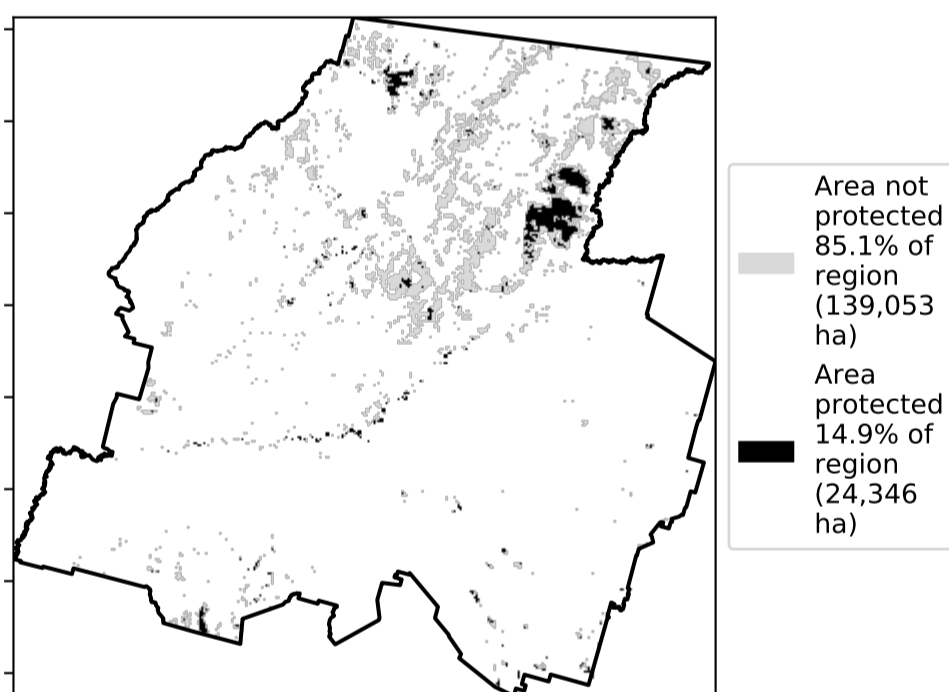 Area not
protected
85.1% of
region
(139,053
ha)
Area
protected
14.9% of
region
(24,346
ha)